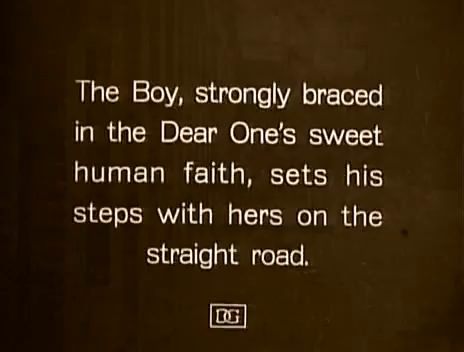 The Boy, strongly braced
in the Dear One's sweet
human faith, sets his
steps with hers on the
straight road.
DG